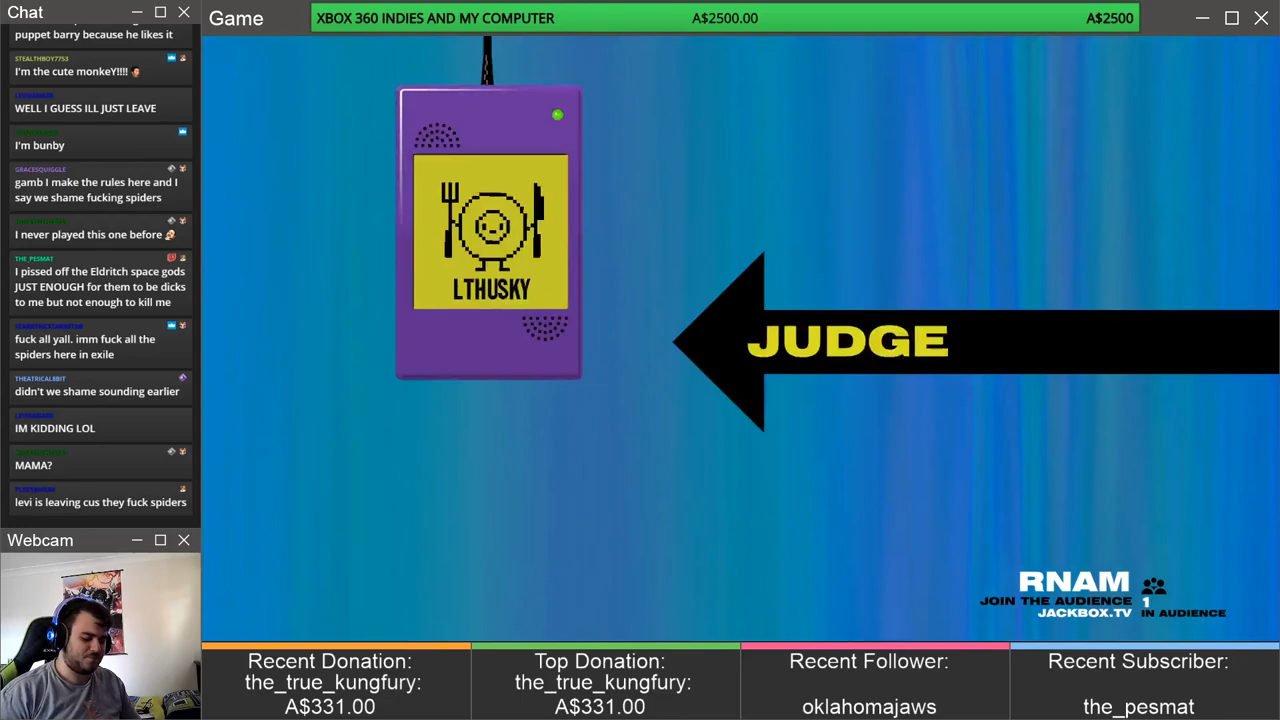 Chat
puppet barry because he likes it
STEALTHBOY7753
I'm the cute monkeY!!!!
WELL I GUESS ILL JUST LEAVE
I'm bunby
GRACESQUIGGLE
gamb I make the rules here and I
say we shame fucking spiders
I never played this one before
THE_PESMAT
I pissed off the Eldritch space gods
JUST ENOUGH for them to be dicks
to me but not enough to kill me
fuck all yall. imm fuck all the
spiders here in exile
THEATRICAL8BIT
didn't we shame sounding earlier
IM KIDDING LOL
MAMA?
levi is leaving cus they fuck spiders
Webcam
Game
XBOX 360 INDIES AND MY COMPUTER
A$2500.00
A$2500
LTHUSKY
JUDGE
RNAM
JOIN THE AUDIENCE
JACKBOX.TV
1
IN AUDIENCE
Recent Donation:
the_true_kungfury:
A$331.00
Top Donation:
the_true_kungfury:
A$331.00
Recent Follower:
oklahomajaws
Recent Subscriber:
the_pesmat